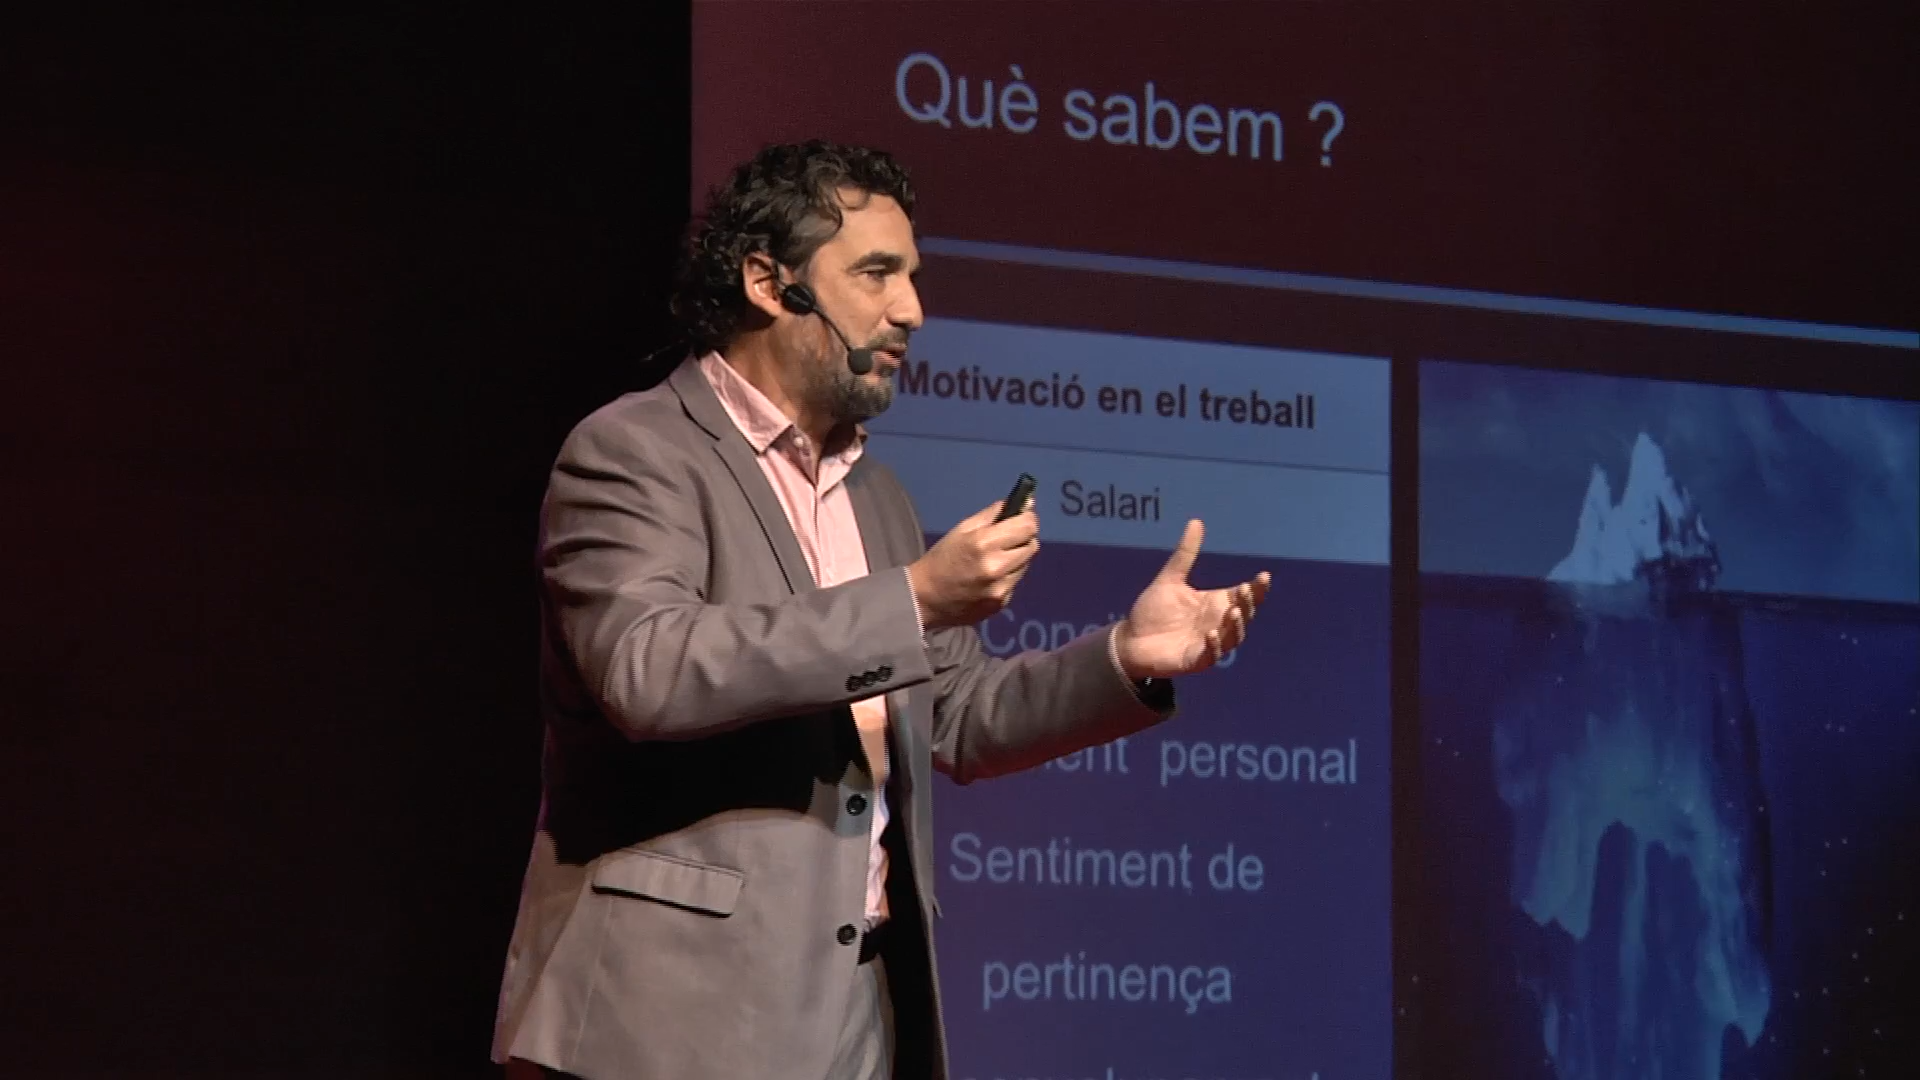 Què sabem ?
Motivació en el treball
Salari
personal
Sentiment de
pertinença